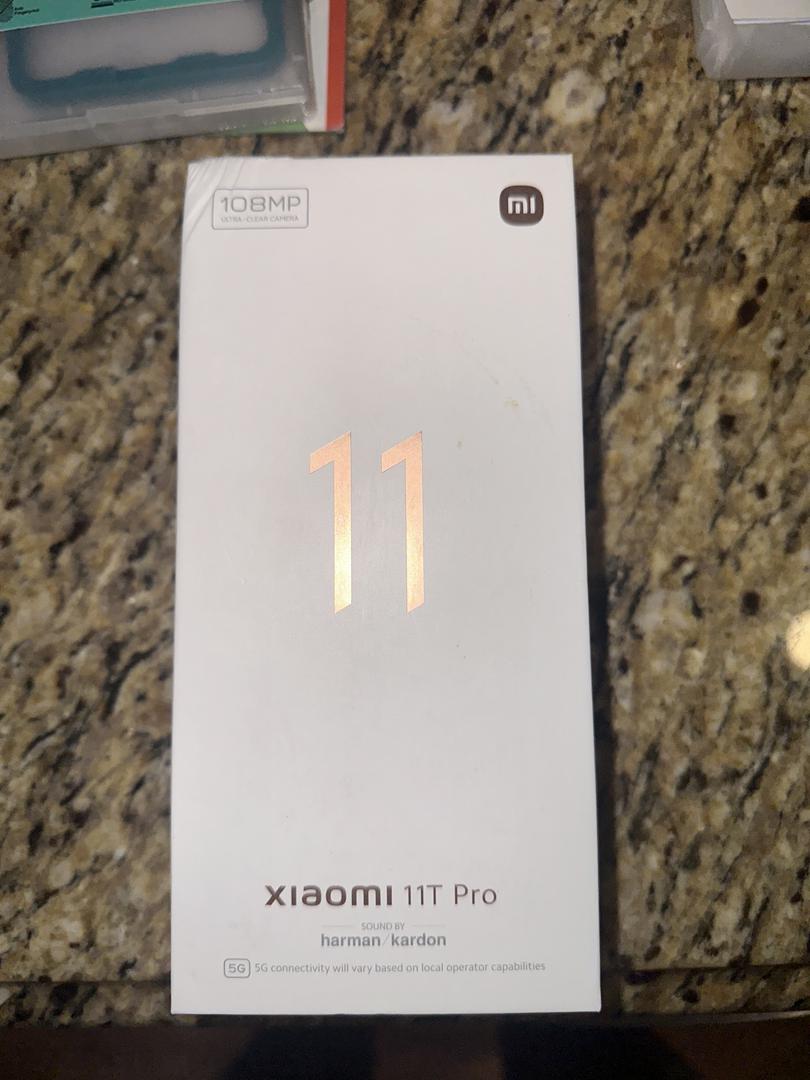 108MP
ULTRA-CLEAR CAMERA
mi
11
xiaomi 11T Pro
SOUND BY
harman/kardon
5G 5G connectivity will vary based on local operator capabilities